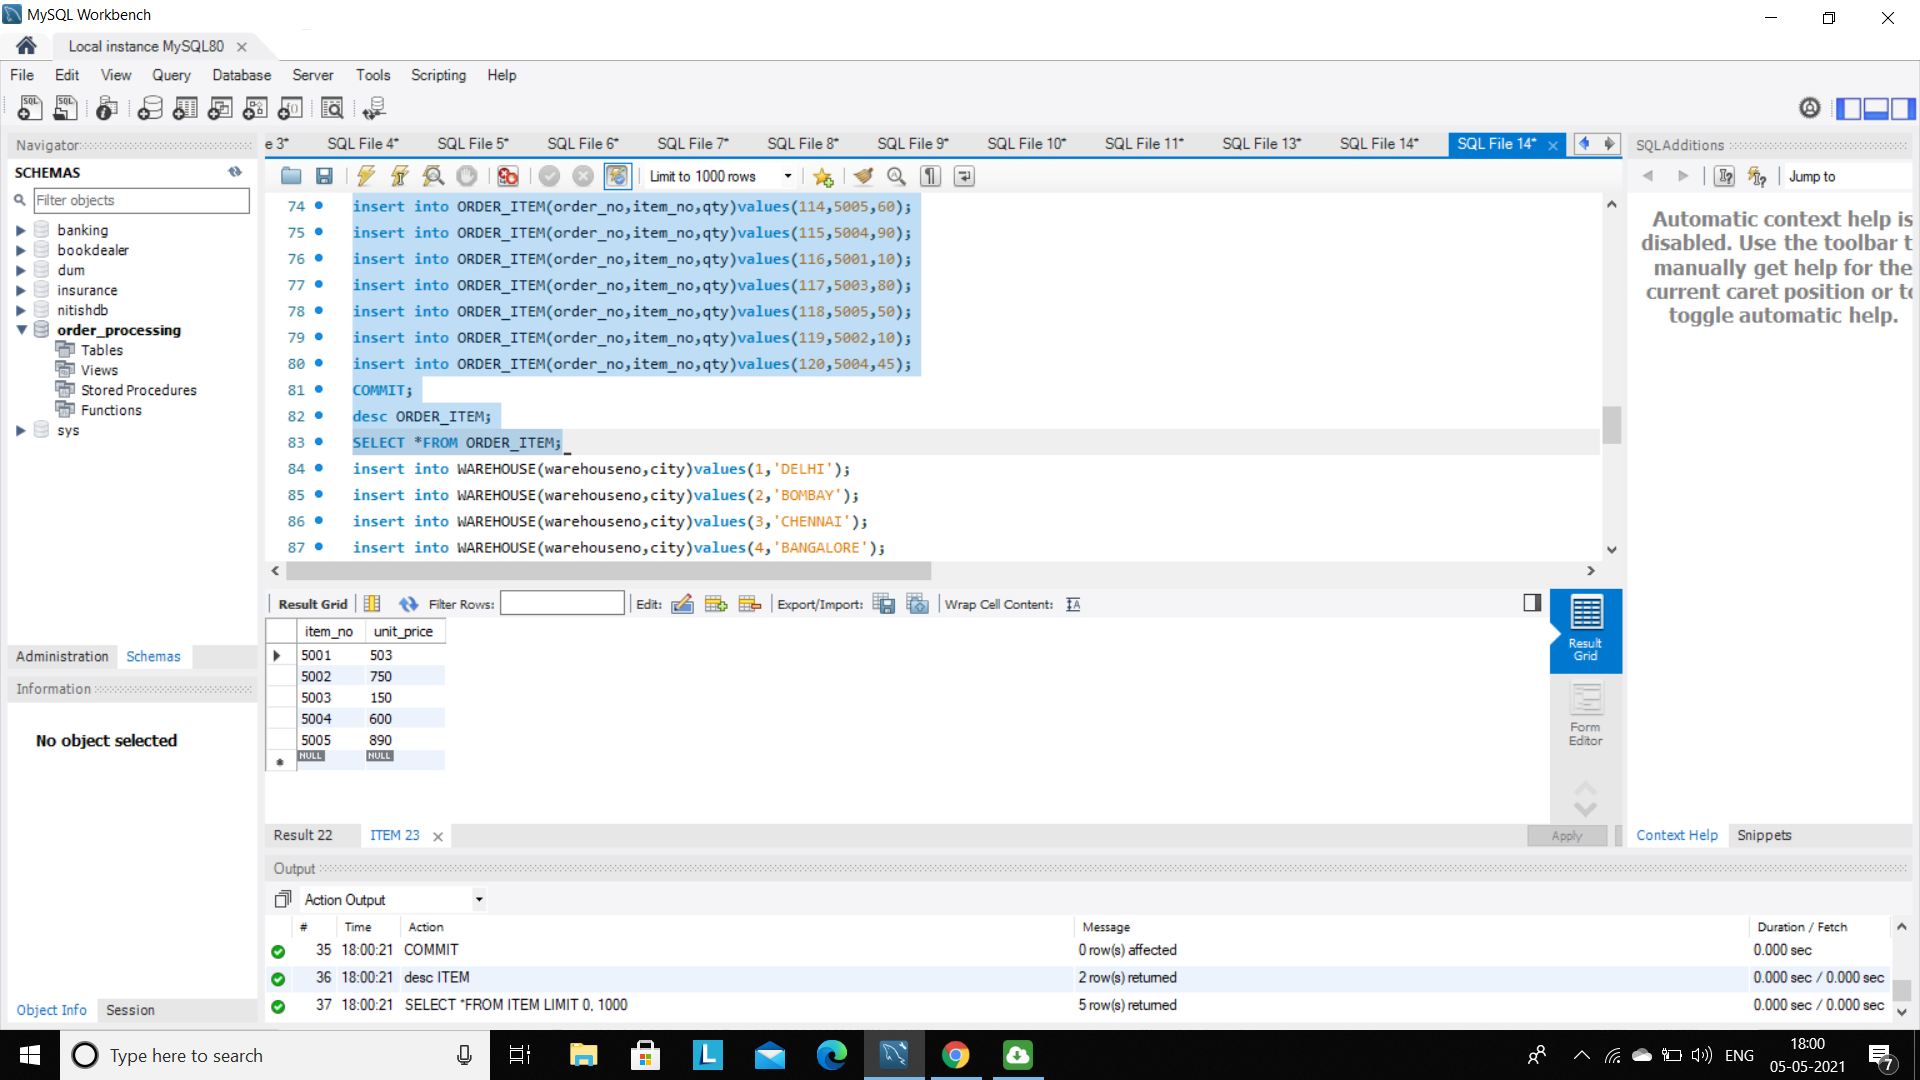 MySQL Workbench
Local instance MySQL80
File Edit View Query Database Server Tools Scripting Help
Navigator
SCHEMAS
Filter objects
banking
bookdealer
dum
insurance
nitishdb
order_processing
Tables
Views
Stored Procedures
Functions
sys
Administration Schemas
Information
No object selected
Object Info Session
e 3* SQL File 4* SQL File 5* SQL File 6* SQL File 7* SQL File 8* SQL File 9* SQL File 10* SQL File 11* SQL File 13* SQL File 14* SQL File 14*
Limit to 1000 rows
74 insert into ORDER_ITEM(order_no,item_no,qty)values(114,5005,60);
75 insert into ORDER_ITEM(order_no,item_no,qty)values(115,5004,90);
76 insert into ORDER_ITEM(order_no,item_no,qty)values(116,5001,10);
77 insert into ORDER_ITEM(order_no,item_no,qty)values(117,5003,80);
78 insert into ORDER_ITEM(order_no,item_no,qty)values(118,5005,50);
79 insert into ORDER_ITEM(order_no,item_no,qty)values(119,5002,10);
80 insert into ORDER_ITEM(order_no,item_no,qty)values(120,5004,45);
81 COMMIT;
82 desc ORDER_ITEM;
83 SELECT *FROM ORDER_ITEM;
84 insert into WAREHOUSE(warehouseno,city)values(1,'DELHI');
85 insert into WAREHOUSE(warehouseno,city)values(2,'BOMBAY');
86 insert into WAREHOUSE(warehouseno,city)values(3,'CHENNAI');
87 insert into WAREHOUSE(warehouseno,city)values(4,'BANGALORE');
Result Grid Filter Rows: Edit: Export/Import: Wrap Cell Content:
item_no unit_price
5001 503
5002 750
5003 150
5004 600
5005 890
NULL NULL
Result Grid
Form Editor
Result 22 ITEM 23
Apply
SQLAdditions
Jump to
Automatic context help is
disabled. Use the toolbar t
manually get help for the
current caret position or to
toggle automatic help.
Context Help Snippets
Output
Action Output
# Time Action Message Duration / Fetch
35 18:00:21 COMMIT 0 row(s) affected 0.000 sec
36 18:00:21 desc ITEM 2 row(s) returned 0.000 sec / 0.000 sec
37 18:00:21 SELECT *FROM ITEM LIMIT 0, 1000 5 row(s) returned 0.000 sec / 0.000 sec
Type here to search
L
ENG
18:00
05-05-2021
7